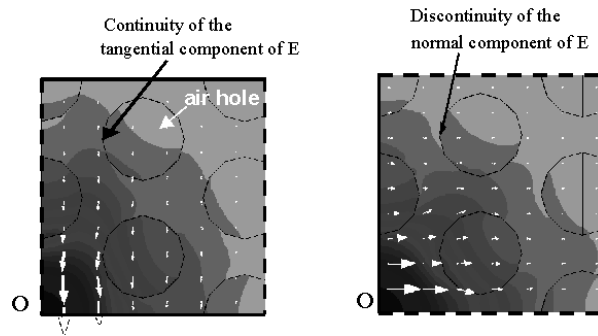 Continuity of the
tangential component of E
air hole
O
Discontinuity of the
normal component of E
O